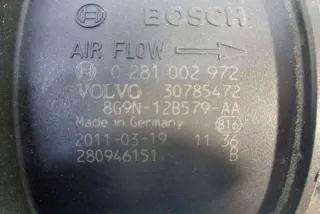 BOSCH
AIR FLOW
0 281 002 972
VOLVO 30785472
8G9N-12B579-AA
Made in Germany 816
2011-03-19 11 36
280946151 B